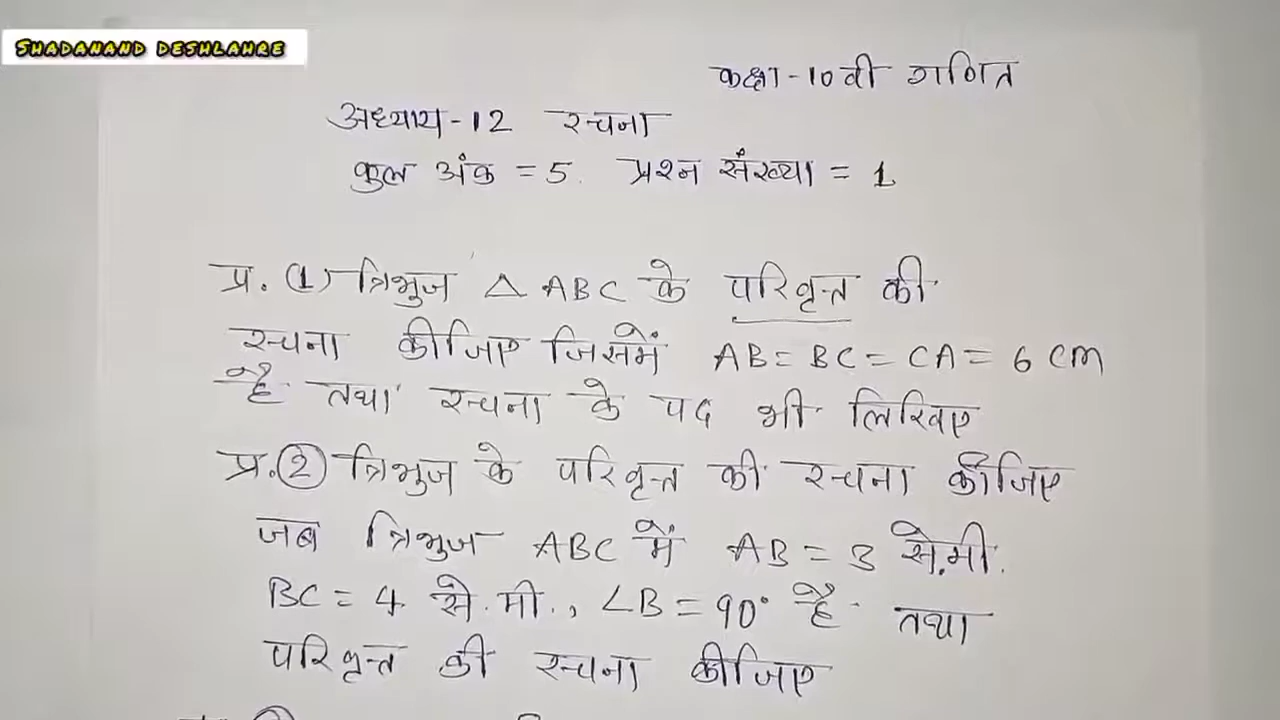 SHADANAND DESHLAHRE
कक्षा-10वी गणित
अध्याय-12 रचना
कुल अंक = 5. प्रश्न संख्या = 1
प्र. (1) त्रिभुज △ ABC के परिवृत्त की
रचना कीजिए जिसमें AB = BC = CA = 6 CM
है तथा रचना के पद भी लिखिए
प्र. (2) त्रिभुज के परिवृत्त की रचना कीजिए
जब त्रिभुज ABC में AB = 3 से.मी.
BC = 4 से.मी., ∠B = 90° है तथा
परिवृत्त की रचना कीजिए